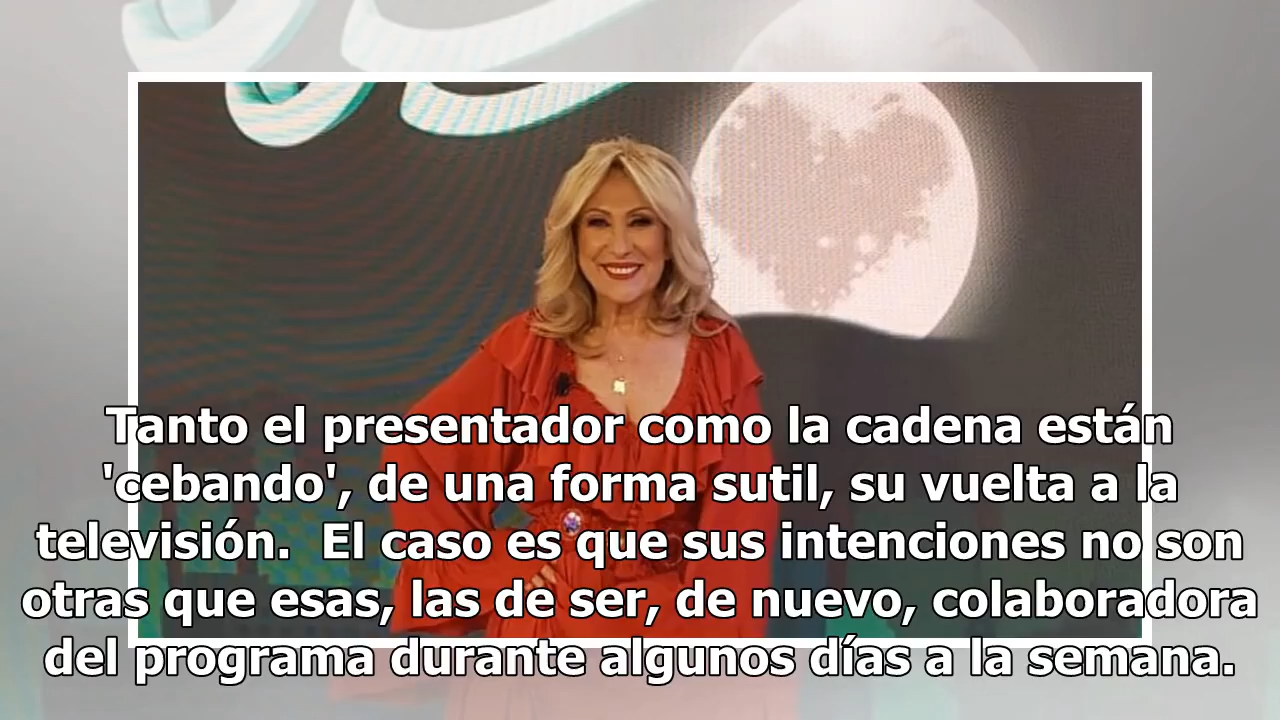 Tanto el presentador como la cadena están
'cebando', de una forma sutil, su vuelta a la
televisión.  El caso es que sus intenciones no son
otras que esas, las de ser, de nuevo, colaboradora
del programa durante algunos días a la semana.